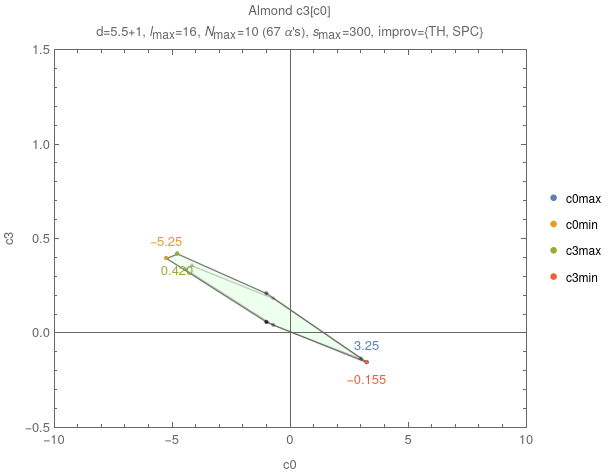 Almond c3[c0]
d=5.5+1, lmax=16, Nmax=10 (67 α's), smax=300, improv={TH, SPC}
1.5
1.0
0.5
0.0
−0.5
c3
−5.25
0.420
3.25
−0.155
−10
−5
0
5
10
c0
c0max
c0min
c3max
c3min